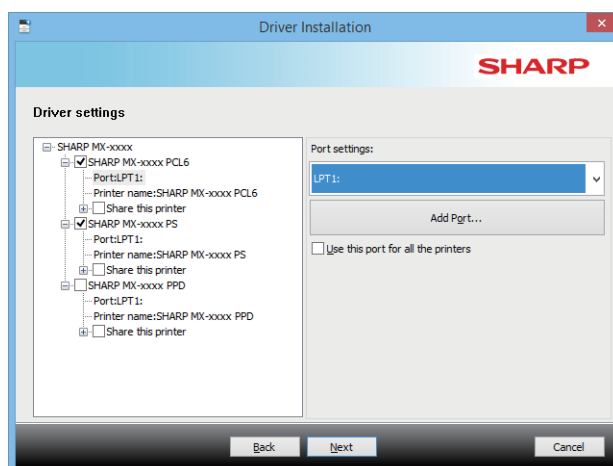 Driver Installation
SHARP
Driver settings
SHARP MX-xxxx
SHARP MX-xxxx PCL6
Port:LPT1:
Printer name:SHARP MX-xxxx PCL6
Share this printer
SHARP MX-xxxx PS
Port:LPT1:
Printer name:SHARP MX-xxxx PS
Share this printer
SHARP MX-xxxx PPD
Port:LPT1:
Printer name:SHARP MX-xxxx PPD
Share this printer
Port settings:
LPT1:
Add Port...
Use this port for all the printers
Back Next Cancel